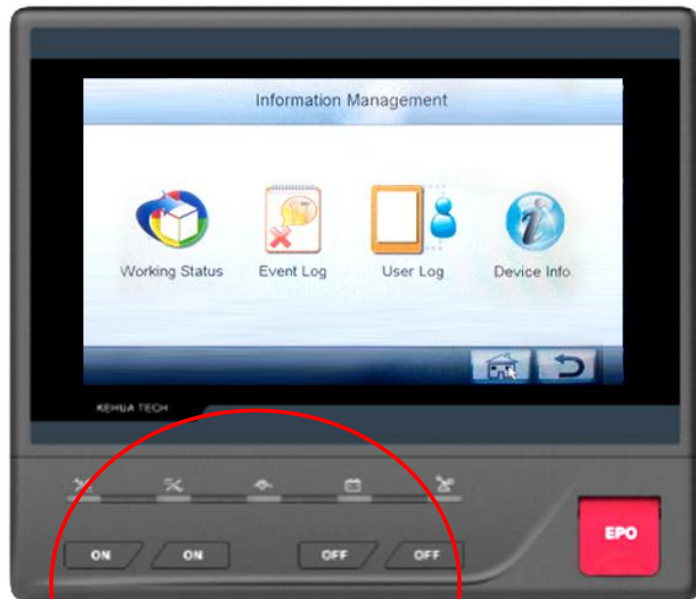 Information Management
Working Status
Event Log
User Log
Device Info.
KEHUA TECH
ON
ON
OFF
OFF
EPO